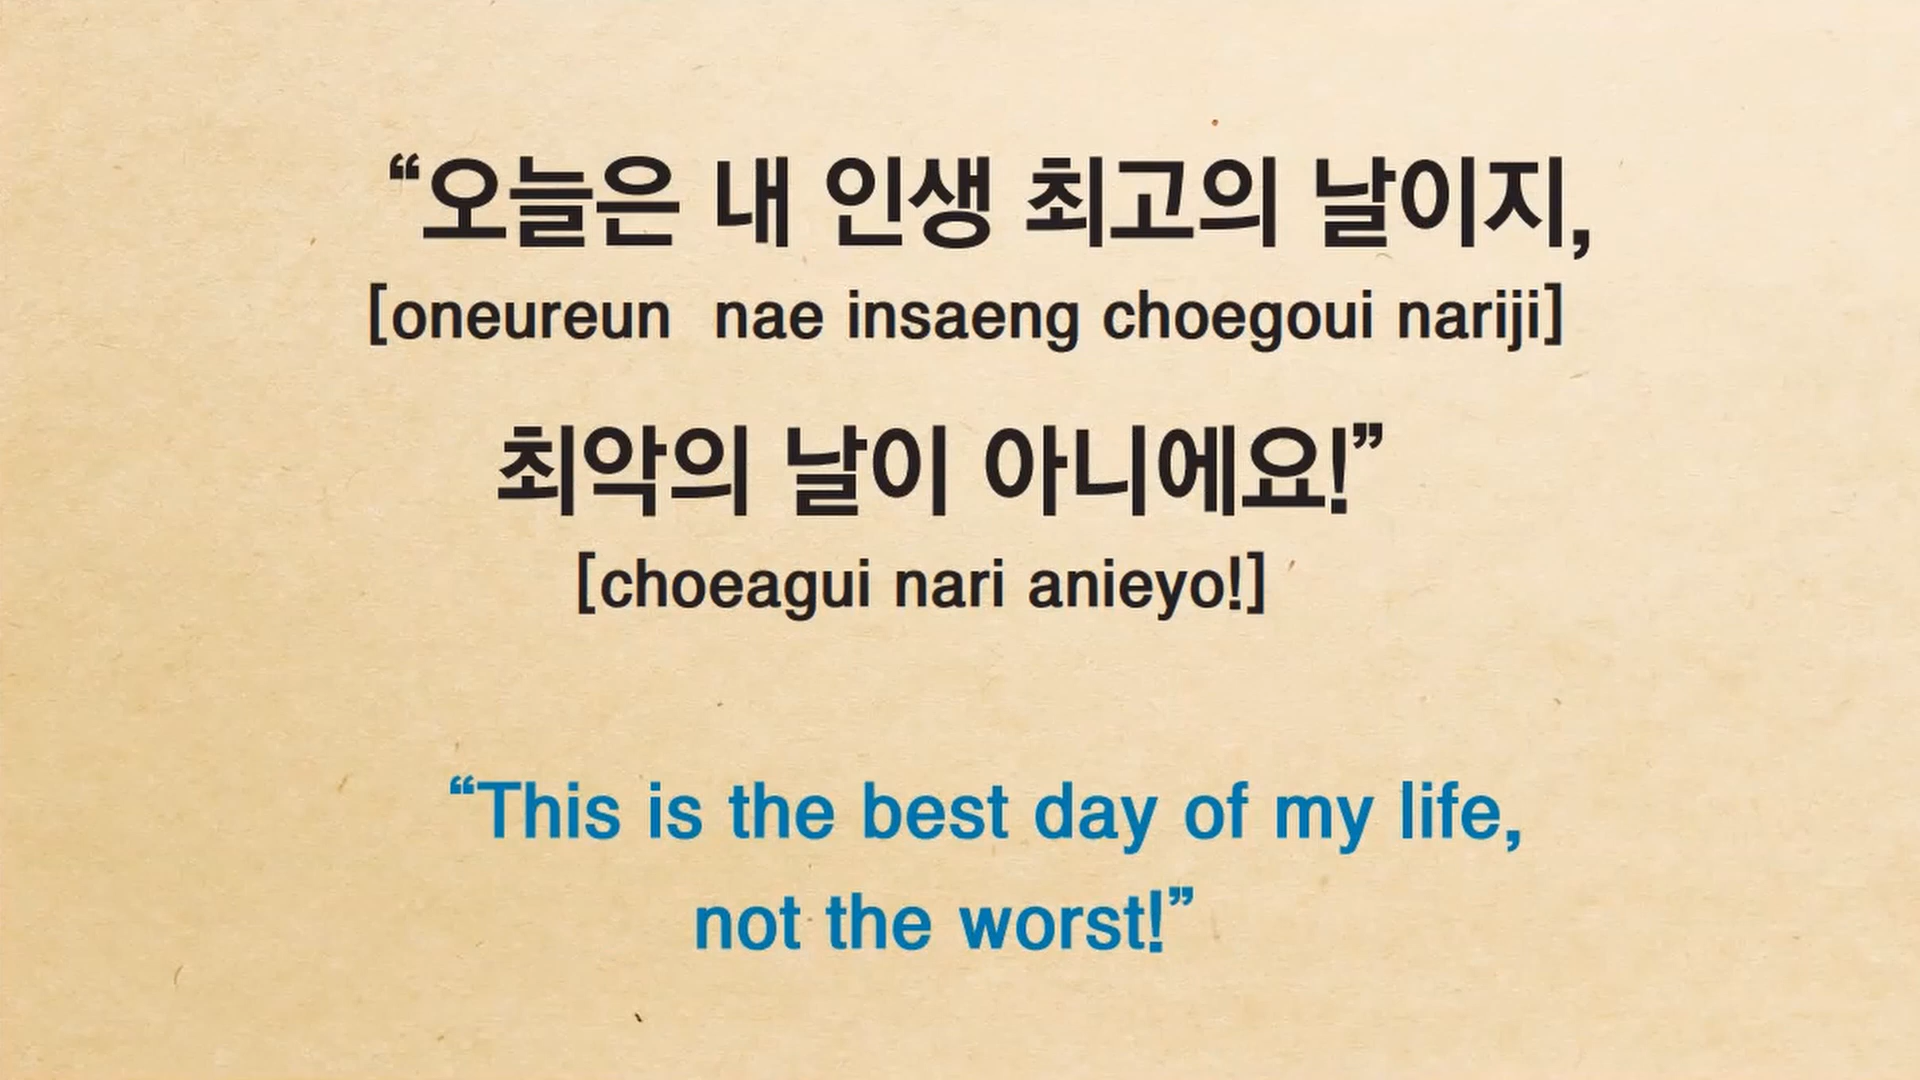 “오늘은 내 인생 최고의 날이지,
[oneureun nae insaeng choegoui nariji]
최악의 날이 아니에요!”
[choeagui nari anieyo!]
“This is the best day of my life,
not the worst!”